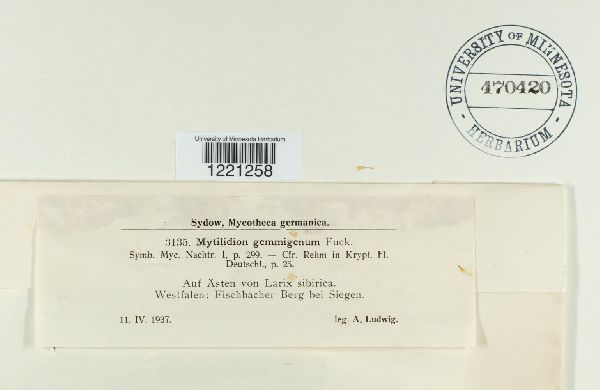 UNIVERSITY OF MINNESOTA
470420
- HERBARIUM -
University of Minnesota Herbarium
1221258
Sydow, Mycotheca germanica.
3135. Mytilidion gemmigenum Fuck.
Symb. Myc. Nachtr. I, p. 299. — Cfr. Rehm in Krypt. Fl.
Deutschl., p. 25.
Auf Ästen von Larix sibirica.
Westfalen: Fischbacher Berg bei Siegen.
11. IV. 1937. leg. A. Ludwig.